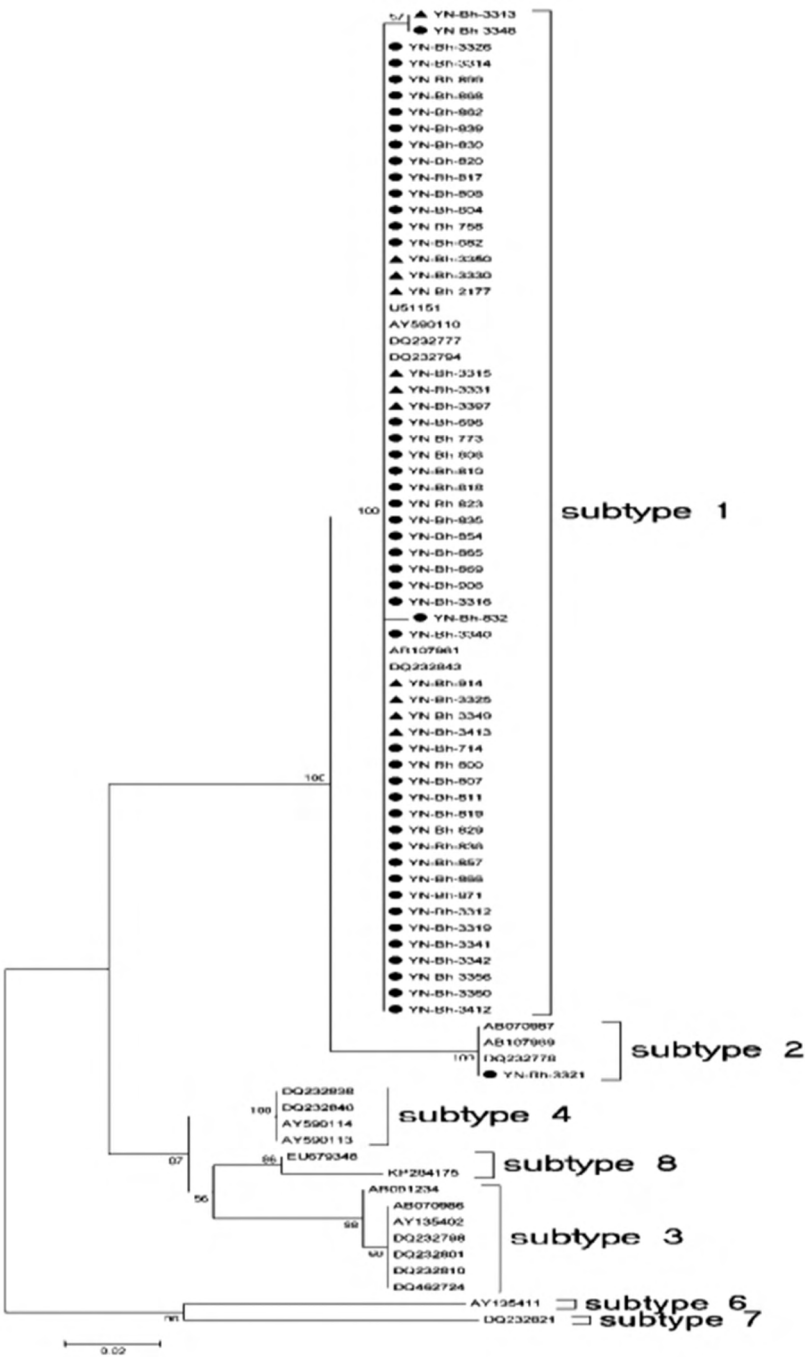 57
YN-Bh-3313
YN Bh 3348
YN-Bh-3326
YN-Bh-3314
YN Bh 899
YN-Bh-868
YN-Bh-862
YN-Bh-839
YN-Bh-830
YN-Bh-820
YN-Bh-817
YN-Bh-808
YN-Bh-804
YN Bh 758
YN-Bh-682
YN-Bh-3350
YN-Bh-3330
YN Bh 2177
U51151
AY590110
DQ232777
DQ232794
YN-Bh-3315
YN-Bh-3331
YN-Bh-3397
YN-Bh-696
YN Bh 773
YN Bh 806
YN-Bh-810
YN-Bh-818
YN Bh 823
100
subtype 1
YN-Bh-835
YN-Bh-854
YN-Bh-865
YN-Bh-869
YN-Bh-908
YN-Bh-3316
YN-Bh-832
YN-Bh-3340
AB107961
DQ232843
YN-Bh-814
YN-Bh-3325
YN Bh 3349
YN-Bh-3413
YN-Bh-714
YN Bh 800
100
YN-Bh-807
YN-Bh-811
YN-Bh-819
YN Bh 829
YN-Bh-836
YN-Bh-857
YN-Bh-866
YN-Bh-871
YN-Bh-3312
YN-Bh-3319
YN-Bh-3341
YN-Bh-3342
YN Bh 3356
YN-Bh-3360
YN-Bh-3412
AB070987
AB107969
subtype 2
DQ232778
100
YN-Bh-3321
DQ232838
DQ232840
100
subtype 4
AY590114
AY590113
EU679348
86
subtype 8
KP284175
AB091234
56
AB070986
AY135402
98
DQ232798
subtype 3
DQ232801
DQ232810
DQ462724
AY135411
subtype 6
DQ232821
subtype 7
0.02